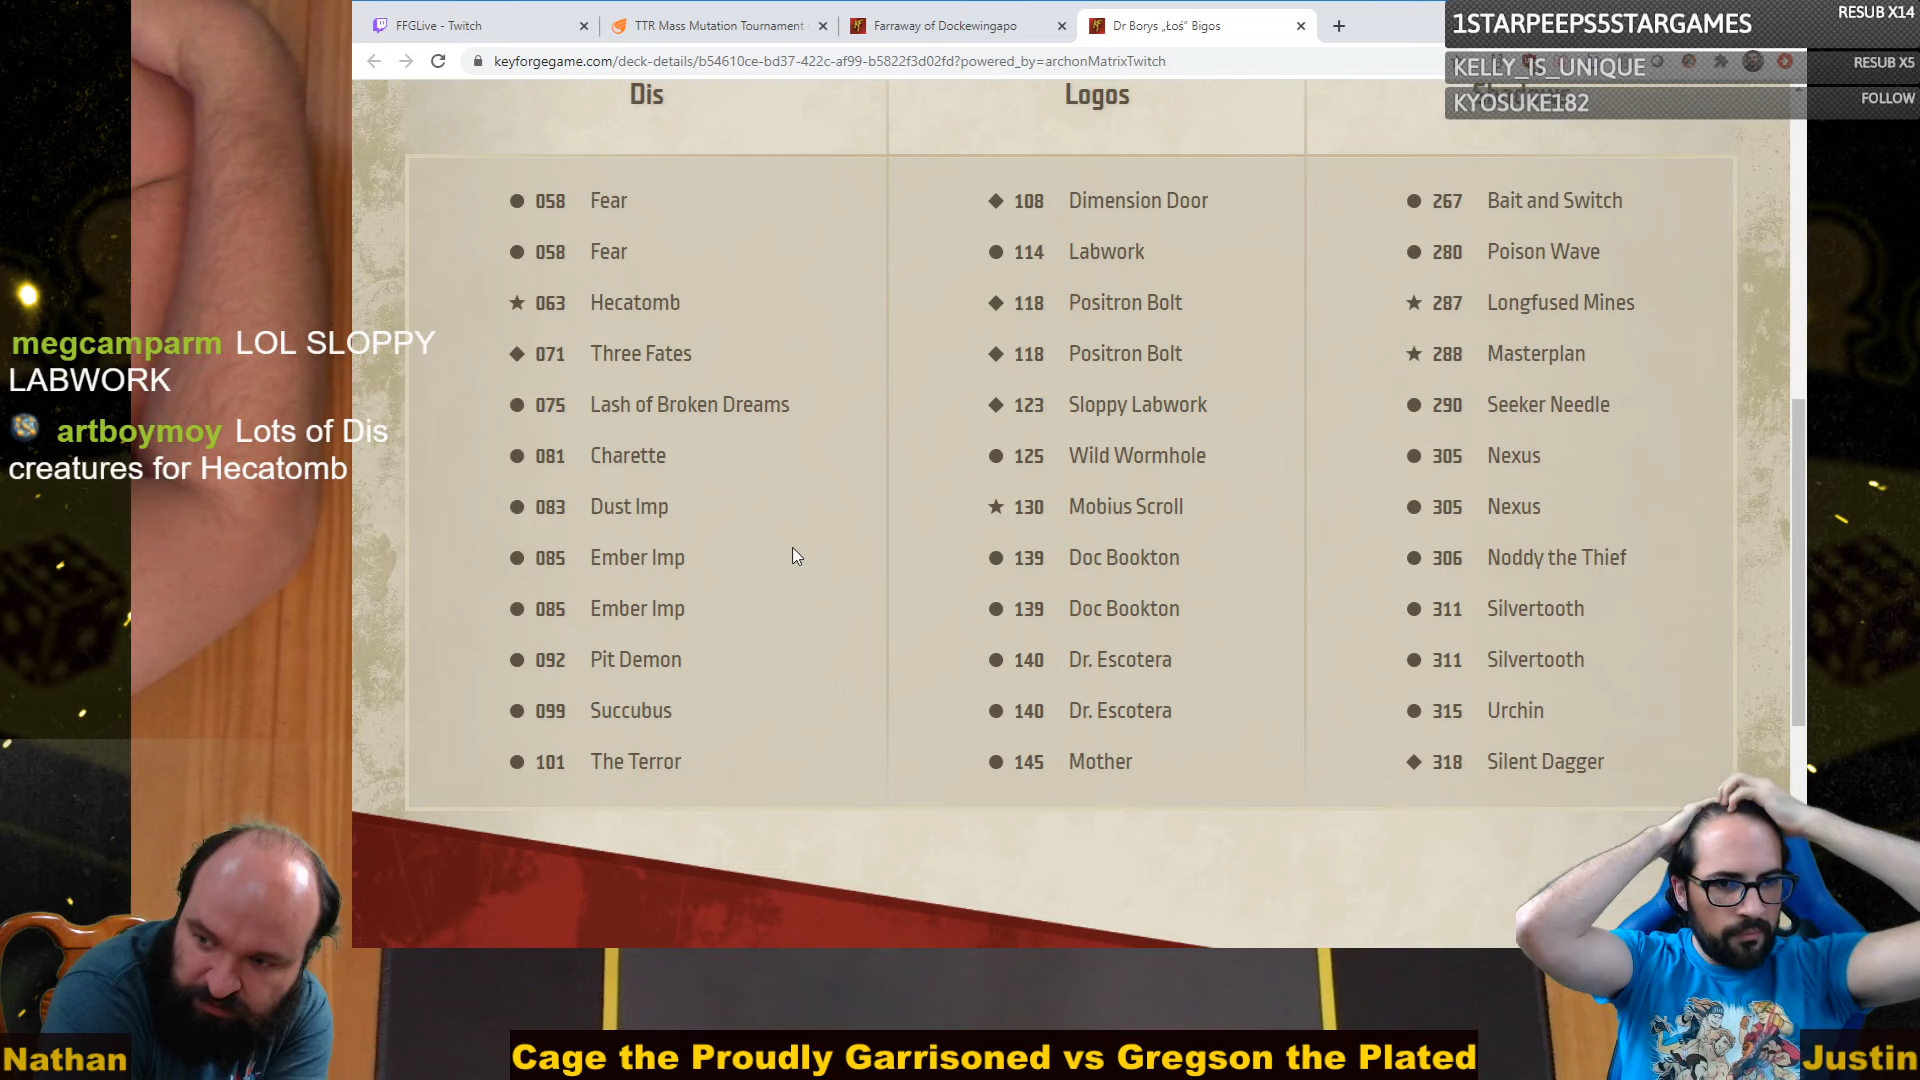 FFGLive - Twitch
TTR Mass Mutation Tournament
Farraway of Dockewingapo
Dr Borys „Łoś” Bigos
keyforgegame.com/deck-details/b54610ce-bd37-422c-af99-b5822f3d02fd?powered_by=archonMatrixTwitch
1STARPEEPS5STARGAMES RESUB X14
KELLY_IS_UNIQUE RESUB X5
KYOSUKE182 FOLLOW
Dis
Logos
058 Fear
058 Fear
063 Hecatomb
071 Three Fates
075 Lash of Broken Dreams
081 Charette
083 Dust Imp
085 Ember Imp
085 Ember Imp
092 Pit Demon
099 Succubus
101 The Terror
108 Dimension Door
114 Labwork
118 Positron Bolt
118 Positron Bolt
123 Sloppy Labwork
125 Wild Wormhole
130 Mobius Scroll
139 Doc Bookton
139 Doc Bookton
140 Dr. Escotera
140 Dr. Escotera
145 Mother
267 Bait and Switch
280 Poison Wave
287 Longfused Mines
288 Masterplan
290 Seeker Needle
305 Nexus
305 Nexus
306 Noddy the Thief
311 Silvertooth
311 Silvertooth
315 Urchin
318 Silent Dagger
megcamparm LOL SLOPPY
LABWORK
artboymoy Lots of Dis
creatures for Hecatomb
Nathan
Cage the Proudly Garrisoned vs Gregson the Plated
Justin